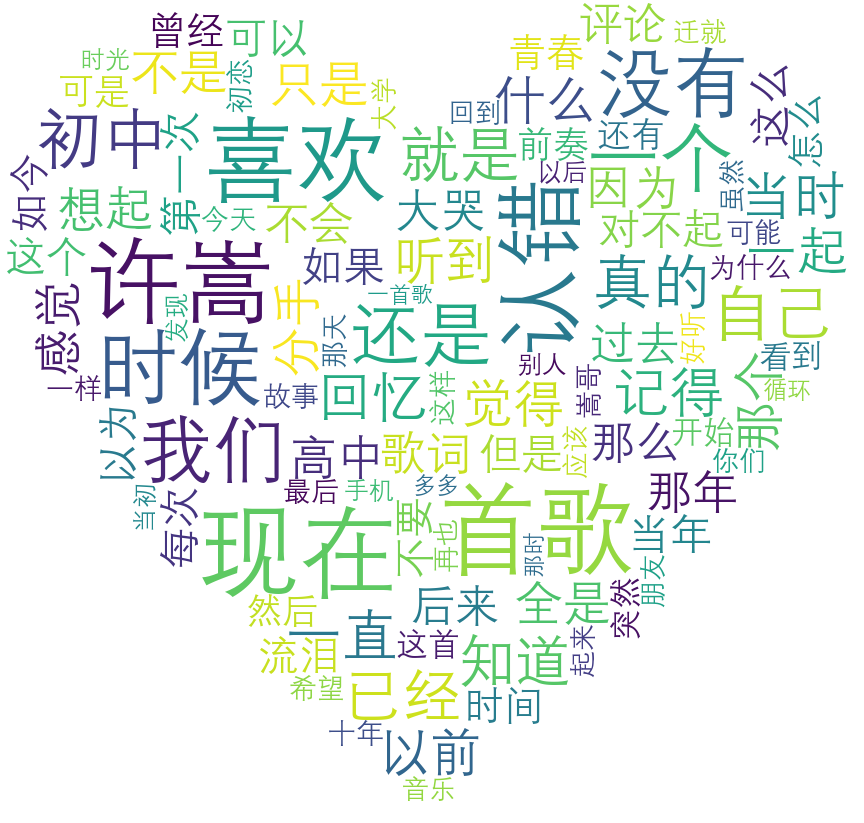 曾经
可以
评论
迁就
时光
可是
不是
初恋
只是
青春
什么
没有
大学
回到
这么
怎么
初中
第一次
喜欢
就是
前奏
还有
一个
以后
因为
虽然
当时
如今
想起
今天
不会
大哭
认错
对不起
可能
一起
这个
许嵩
如果
听到
真的
为什么
自己
感觉
发现
分手
那天
一首歌
还是
过去
好听
看到
时候
一样
故事
回忆
这样
觉得
别人
嵩哥
记得
那个
循环
以为
我们
高中
歌词
但是
应该
那么
开始
你们
当初
每次
最后
手机
多多
首歌
那年
现在
不要
再也
那时
当年
朋友
然后
一直
后来
全是
突然
流泪
这首
知道
起来
希望
已经
时间
十年
以前
音乐